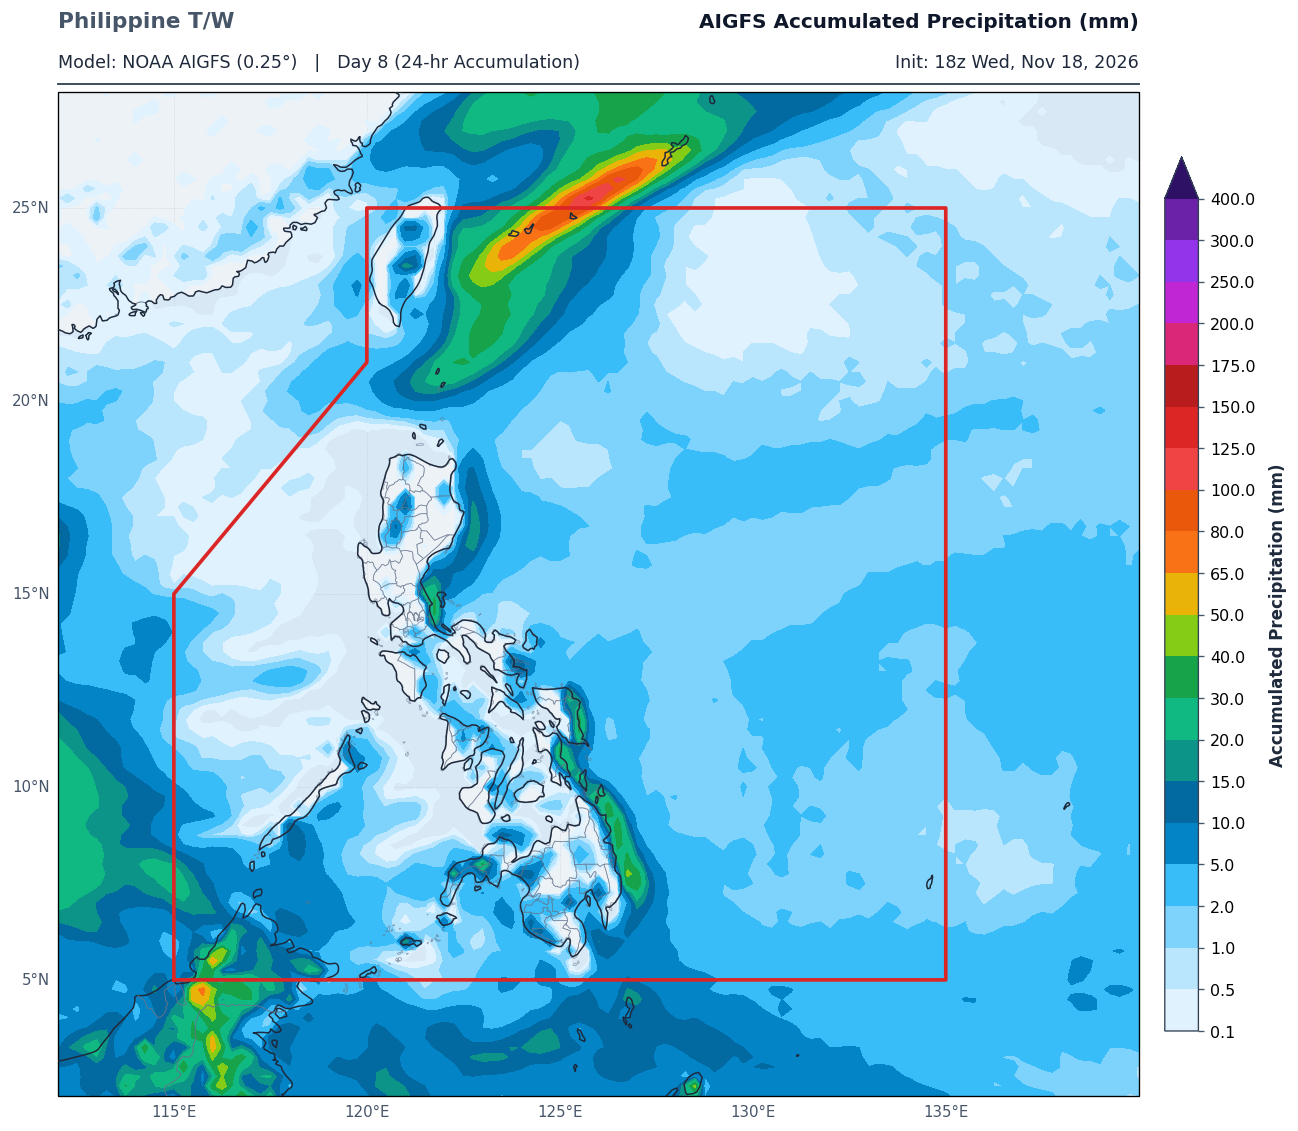 Philippine T/W
AIGFS Accumulated Precipitation (mm)
Model: NOAA AIGFS (0.25°) | Day 8 (24-hr Accumulation)
Init: 18z Wed, Nov 18, 2026
25°N
20°N
15°N
10°N
5°N
115°E
120°E
125°E
130°E
135°E
400.0
300.0
250.0
200.0
175.0
150.0
125.0
100.0
80.0
65.0
50.0
40.0
30.0
20.0
15.0
10.0
5.0
2.0
1.0
0.5
0.1
Accumulated Precipitation (mm)